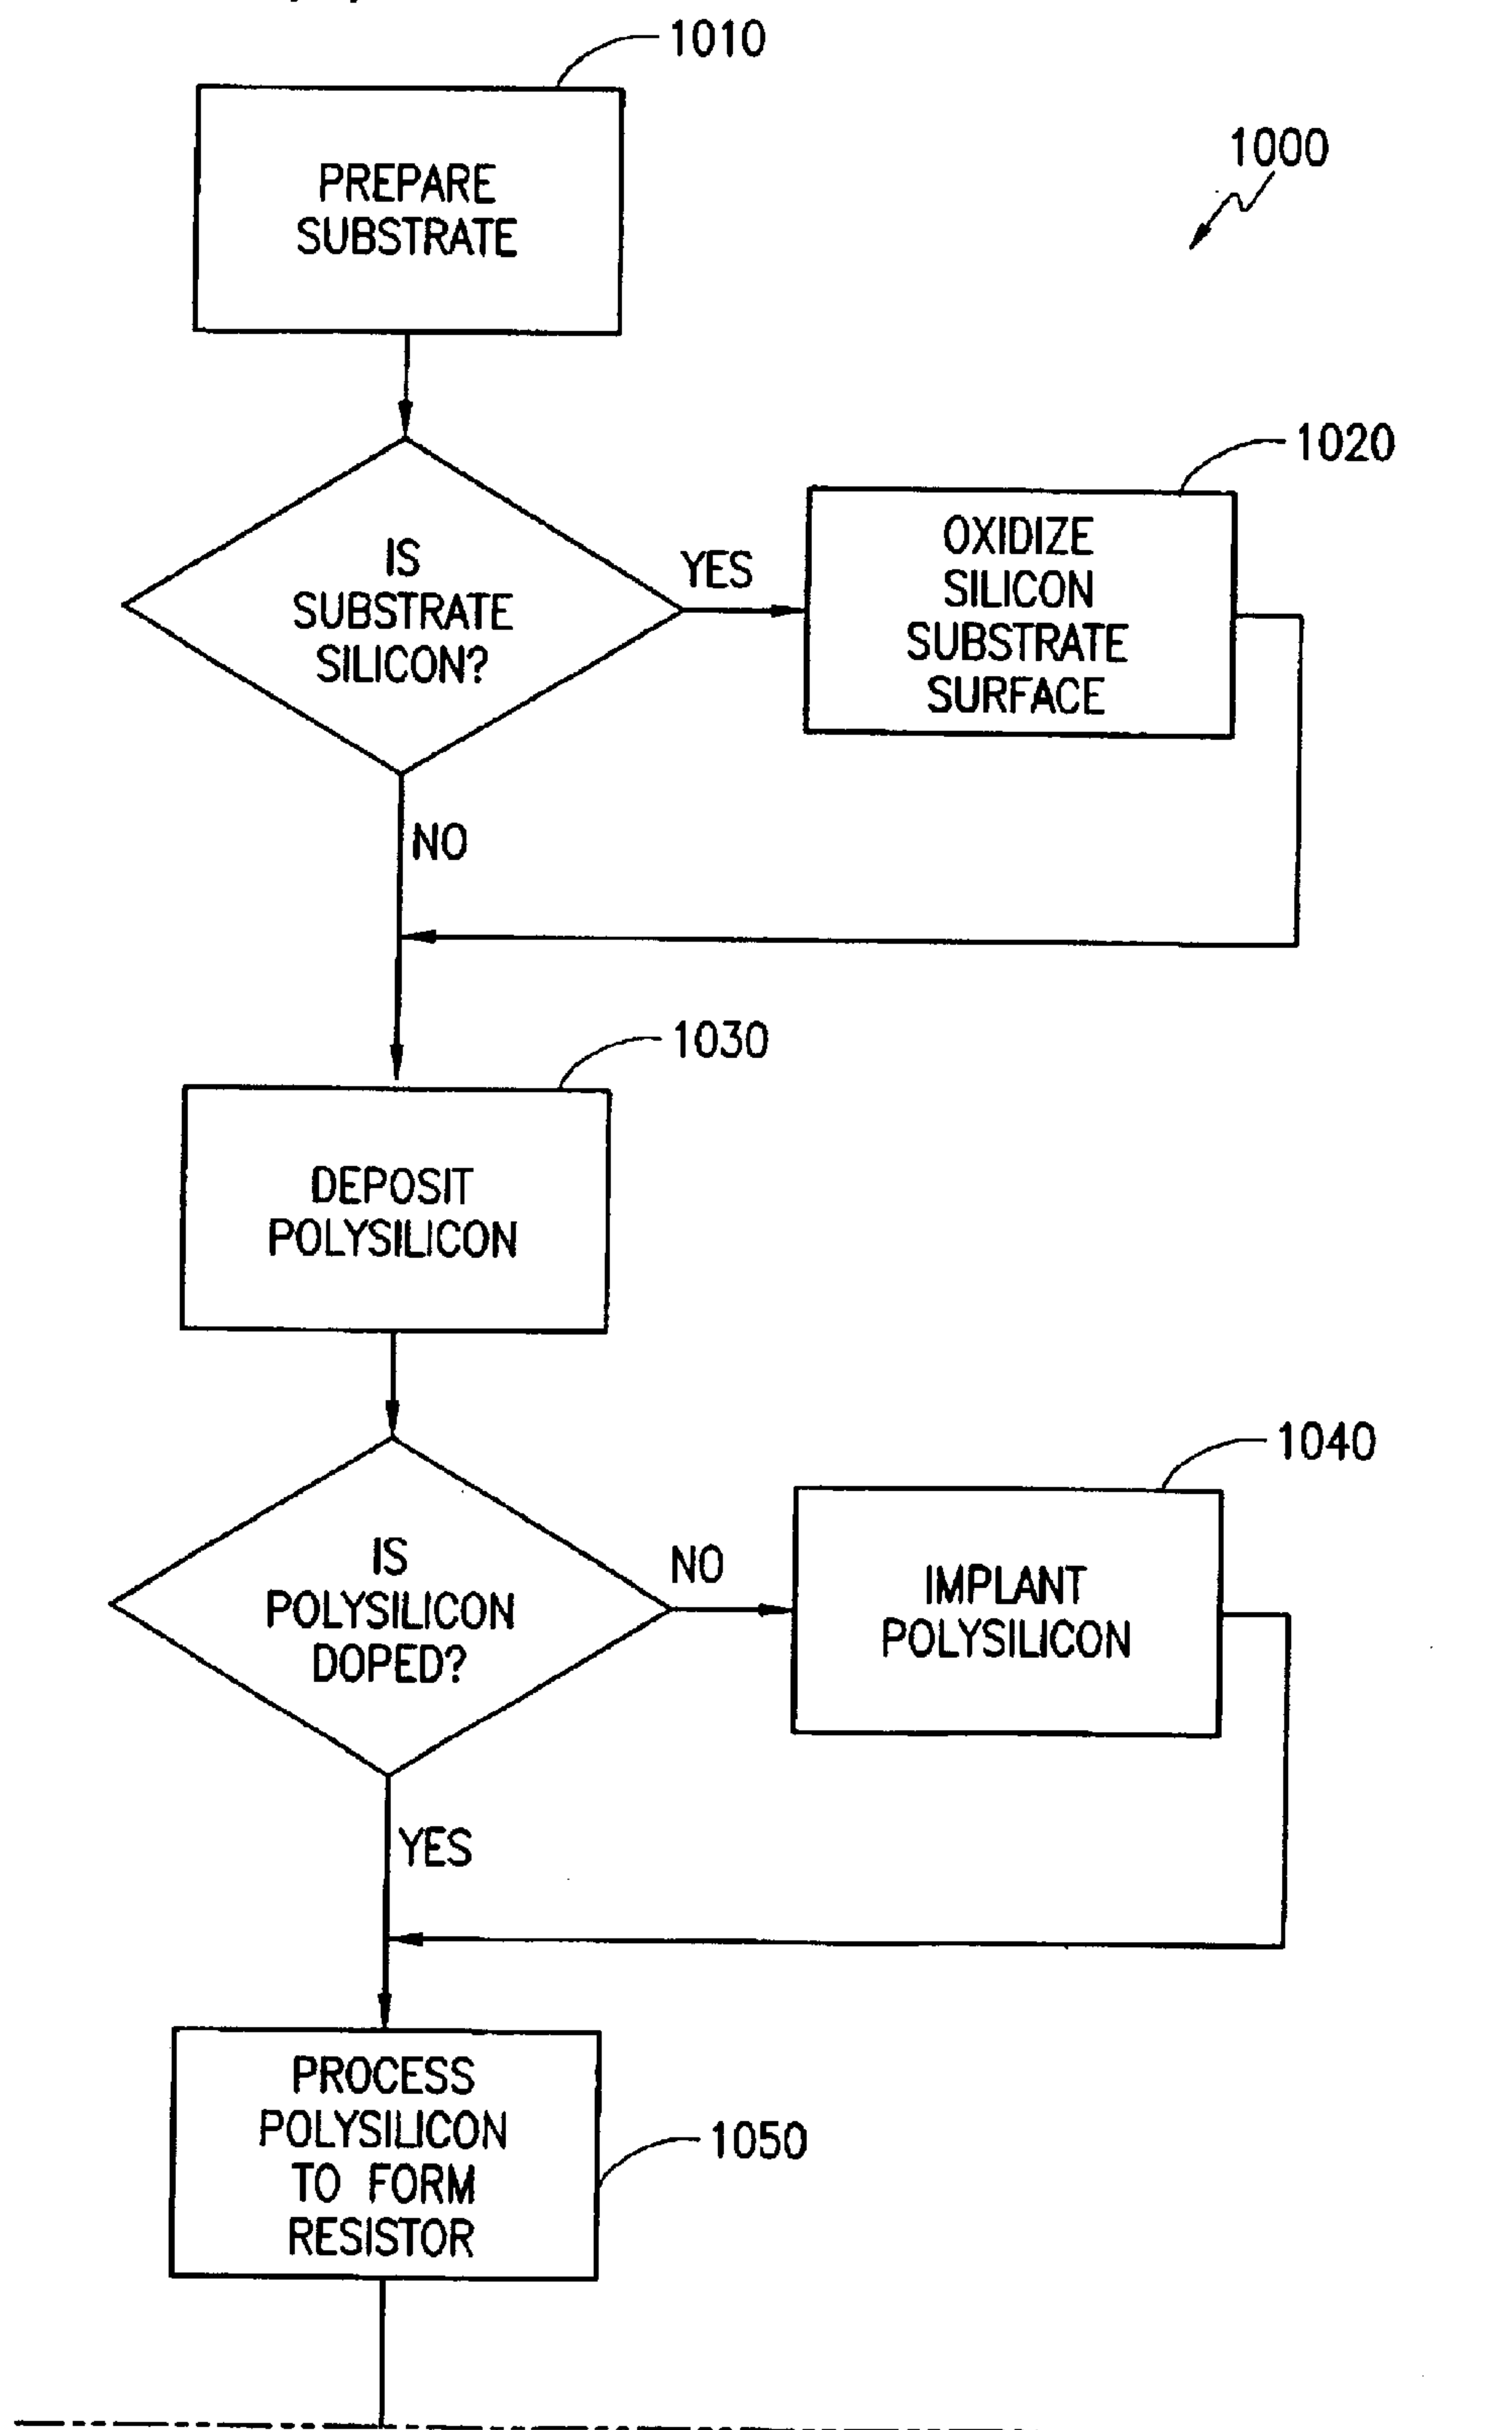 1010
PREPARE
SUBSTRATE
1000
IS
SUBSTRATE
SILICON?
YES
1020
OXIDIZE
SILICON
SUBSTRATE
SURFACE
NO
1030
DEPOSIT
POLYSILICON
IS
POLYSILICON
DOPED?
NO
1040
IMPLANT
POLYSILICON
YES
PROCESS
POLYSILICON
TO FORM
RESISTOR
1050